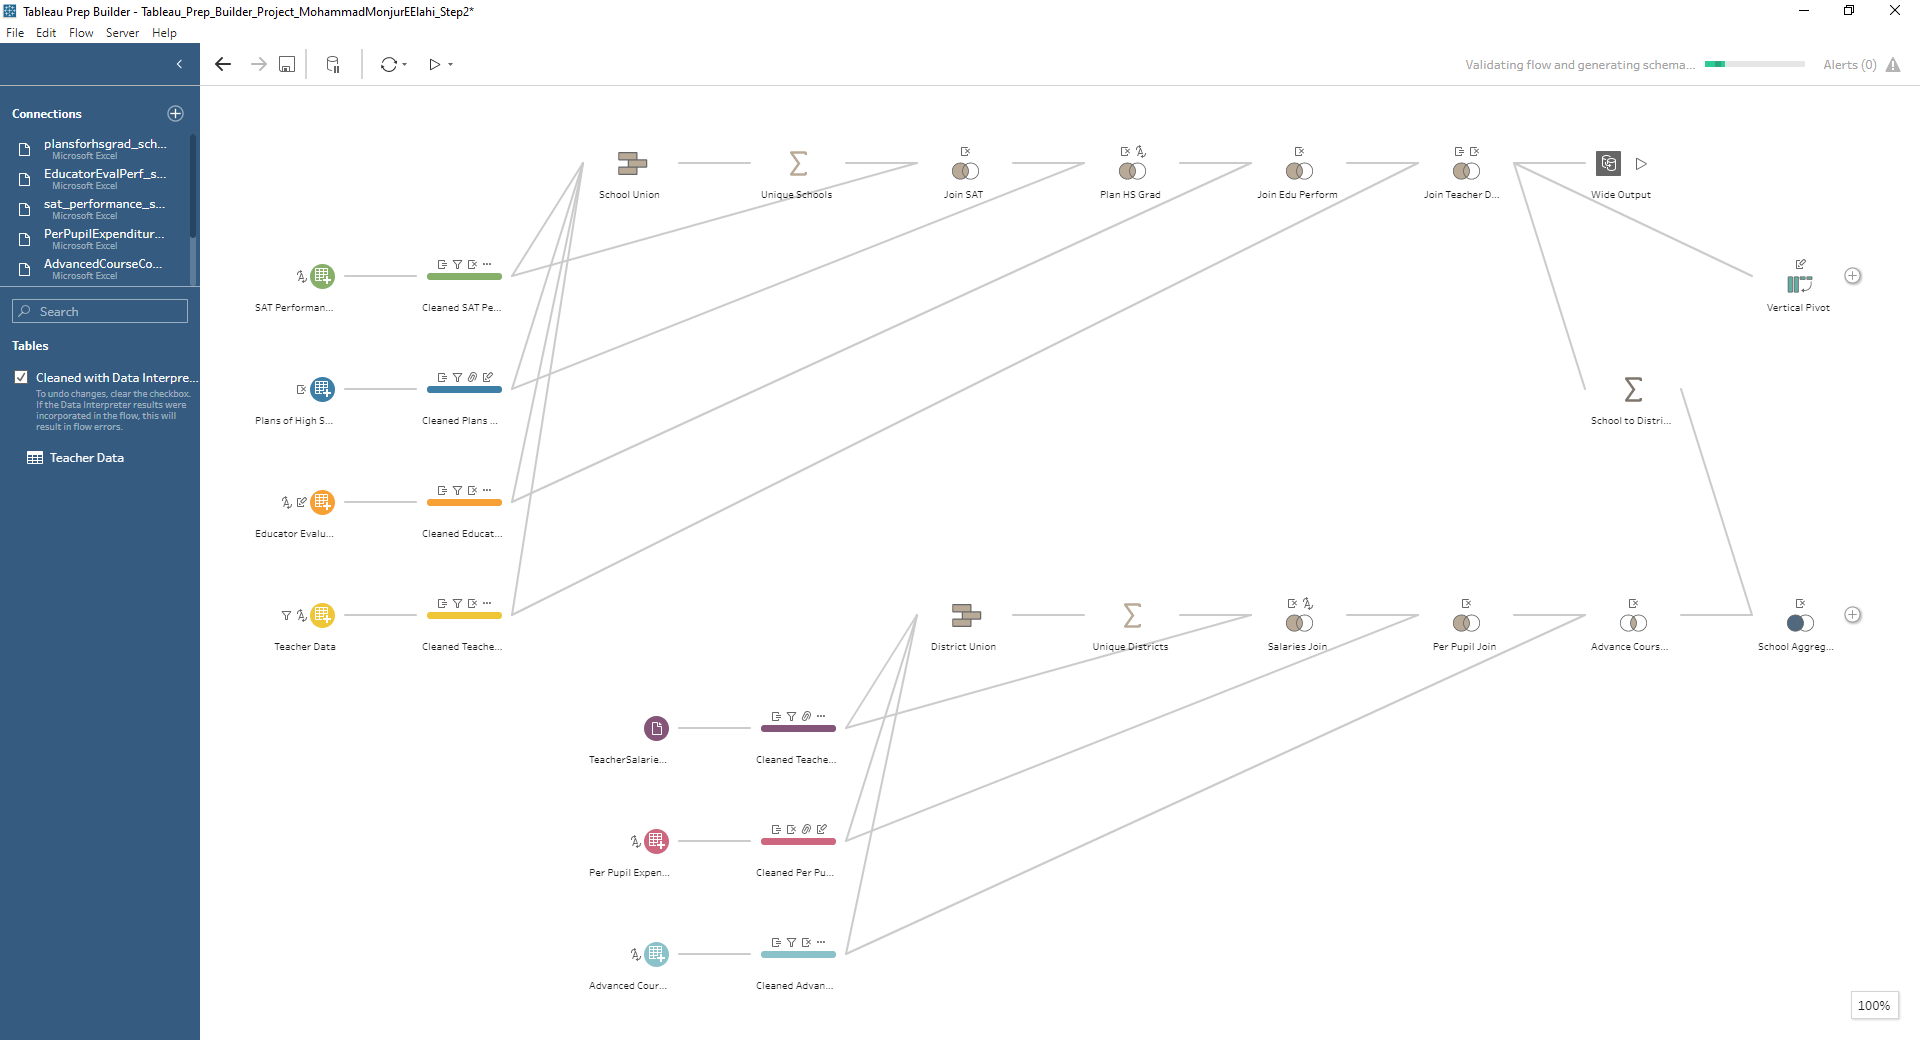 Tableau Prep Builder - Tableau_Prep_Builder_Project_MohammadMonjurEElahi_Step2*
File Edit Flow Server Help
Validating flow and generating schema...
Alerts (0)
Connections
plansforhsgrad_sch...
Microsoft Excel
EducatorEvalPerf_s...
Microsoft Excel
sat_performance_s...
Microsoft Excel
PerPupilExpenditur...
Microsoft Excel
AdvancedCourseCo...
Microsoft Excel
Search
Tables
Cleaned with Data Interpre...
To undo changes, clear the checkbox.
If the Data Interpreter results were
incorporated in the flow, this will
result in flow errors.
Teacher Data
School Union
Unique Schools
Join SAT
Plan HS Grad
Join Edu Perform
Join Teacher D...
Wide Output
SAT Performan...
Cleaned SAT Pe...
Vertical Pivot
Plans of High S...
Cleaned Plans ...
School to Distri...
Educator Evalu...
Cleaned Educat...
Teacher Data
Cleaned Teache...
District Union
Unique Districts
Salaries Join
Per Pupil Join
Advance Cours...
School Aggreg...
TeacherSalarie...
Cleaned Teache...
Per Pupil Expen...
Cleaned Per Pu...
Advanced Cour...
Cleaned Advan...
100%